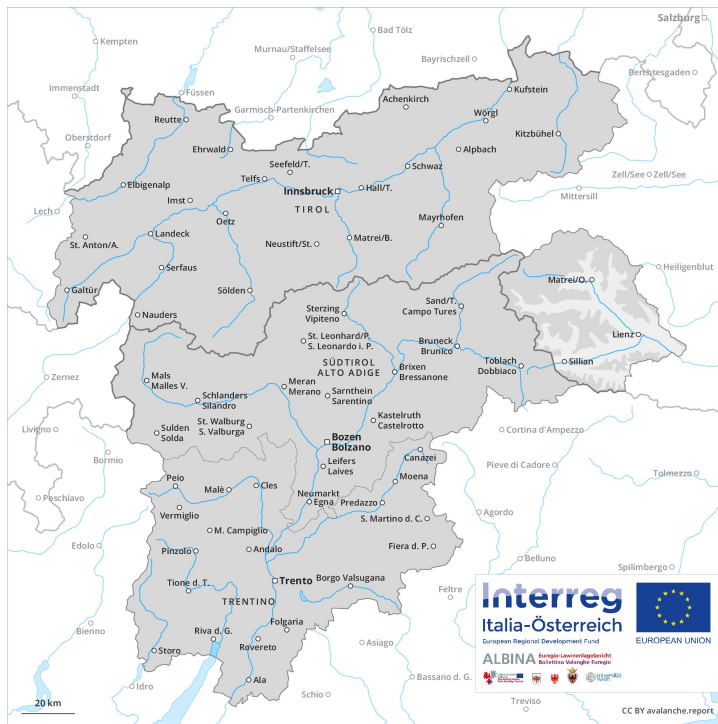 Salzburg
Kempten
Bad Tölz
Murnau/Staffelsee
Bayrischzell
Berchtesgaden
Immenstadt
Füssen
Garmisch-Partenkirchen
Achenkirch
Kufstein
Wörgl
Reutte
Kitzbühel
Oberstdorf
Ehrwald
Alpbach
Seefeld/T.
Schwaz
Telfs
Zell/See Zell/See
Elbigenalp
Innsbruck
Hall/T.
Mittersill
Imst
TIROL
Lech
Oetz
Mayrhofen
Landeck
Neustift/St.
Matrei/B.
St. Anton/A.
Serfaus
Heiligenblut
Matrei/O.
Galtür
Sölden
Sand/T.
Campo Tures
Nauders
Sterzing
Vipiteno
Lienz
St. Leonhard/P.
S. Leonardo i. P.
Bruneck
Brunico
SÜDTIROL
ALTO ADIGE
Toblach
Dobbiaco
Sillian
Brixen
Bressanone
Zernez
Mals
Malles V.
Meran
Merano
Sarnthein
Sarentino
Schlanders
Silandro
Kastelruth
Castelrotto
St. Walburg
S. Valburga
Livigno
Sulden
Solda
Cortina d'Ampezzo
Bozen
Bolzano
Bormio
Canazei
Leifers
Laives
Pieve di Cadore
Tolmezzo
Peio
Moena
Malè
Cles
Neumarkt
Egna
Predazzo
Poschiavo
Vermiglio
Agordo
S. Martino d. C.
M. Campiglio
Edolo
Pinzolo
Andalo
Fiera d. P.
Belluno
Spilimbergo
Tione d. T.
Trento
Borgo Valsugana
Feltre
TRENTINO
Interreg
Italia-Österreich
European Regional Development Fund
EUROPEAN UNION
Folgaria
Bienno
Riva d. G.
Rovereto
Asiago
Storo
ALBINA
Euregio-Lawinenlagebericht
Bollettino Valanghe Euregio
Ala
Bassano d. G.
Idro
Schio
universität
wien
Treviso
20 km
CC BY avalanche.report